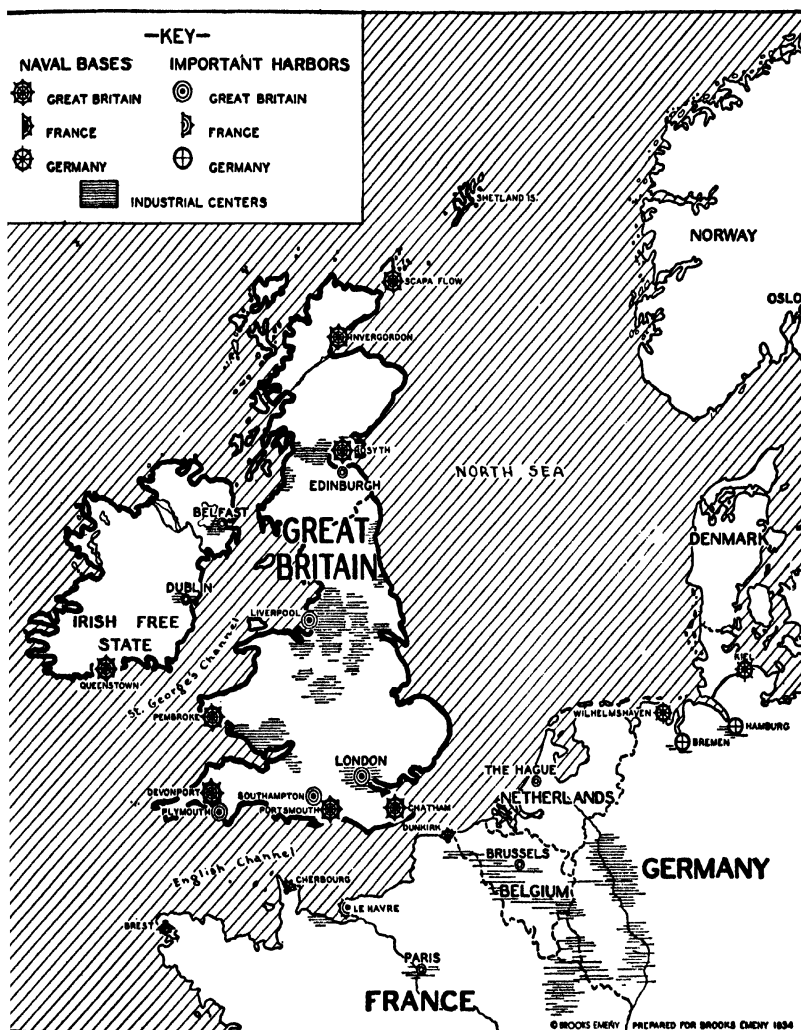 —KEY—
NAVAL BASES
GREAT BRITAIN
FRANCE
GERMANY
IMPORTANT HARBORS
GREAT BRITAIN
FRANCE
GERMANY
INDUSTRIAL CENTERS
SHETLAND IS.
NORWAY
SCAPA FLOW
OSLO
INVERGORDON
ROSYTH
NORTH SEA
EDINBURGH
BELFAST
GREAT
BRITAIN
DENMARK
DUBLIN
LIVERPOOL
IRISH FREE
STATE
KIEL
QUEENSTOWN
St. George's Channel
PEMBROKE
WILHELMSHAVEN
HAMBURG
BREMEN
LONDON
THE HAGUE
DEVONPORT
SOUTHAMPTON
NETHERLANDS
PLYMOUTH
PORTSMOUTH
CHATHAM
DUNKIRK
BRUSSELS
GERMANY
English Channel
CHERBOURG
BELGIUM
LE HAVRE
BREST
PARIS
FRANCE
© BROOKS EMENY PREPARED FOR BROOKS EMENY 1934